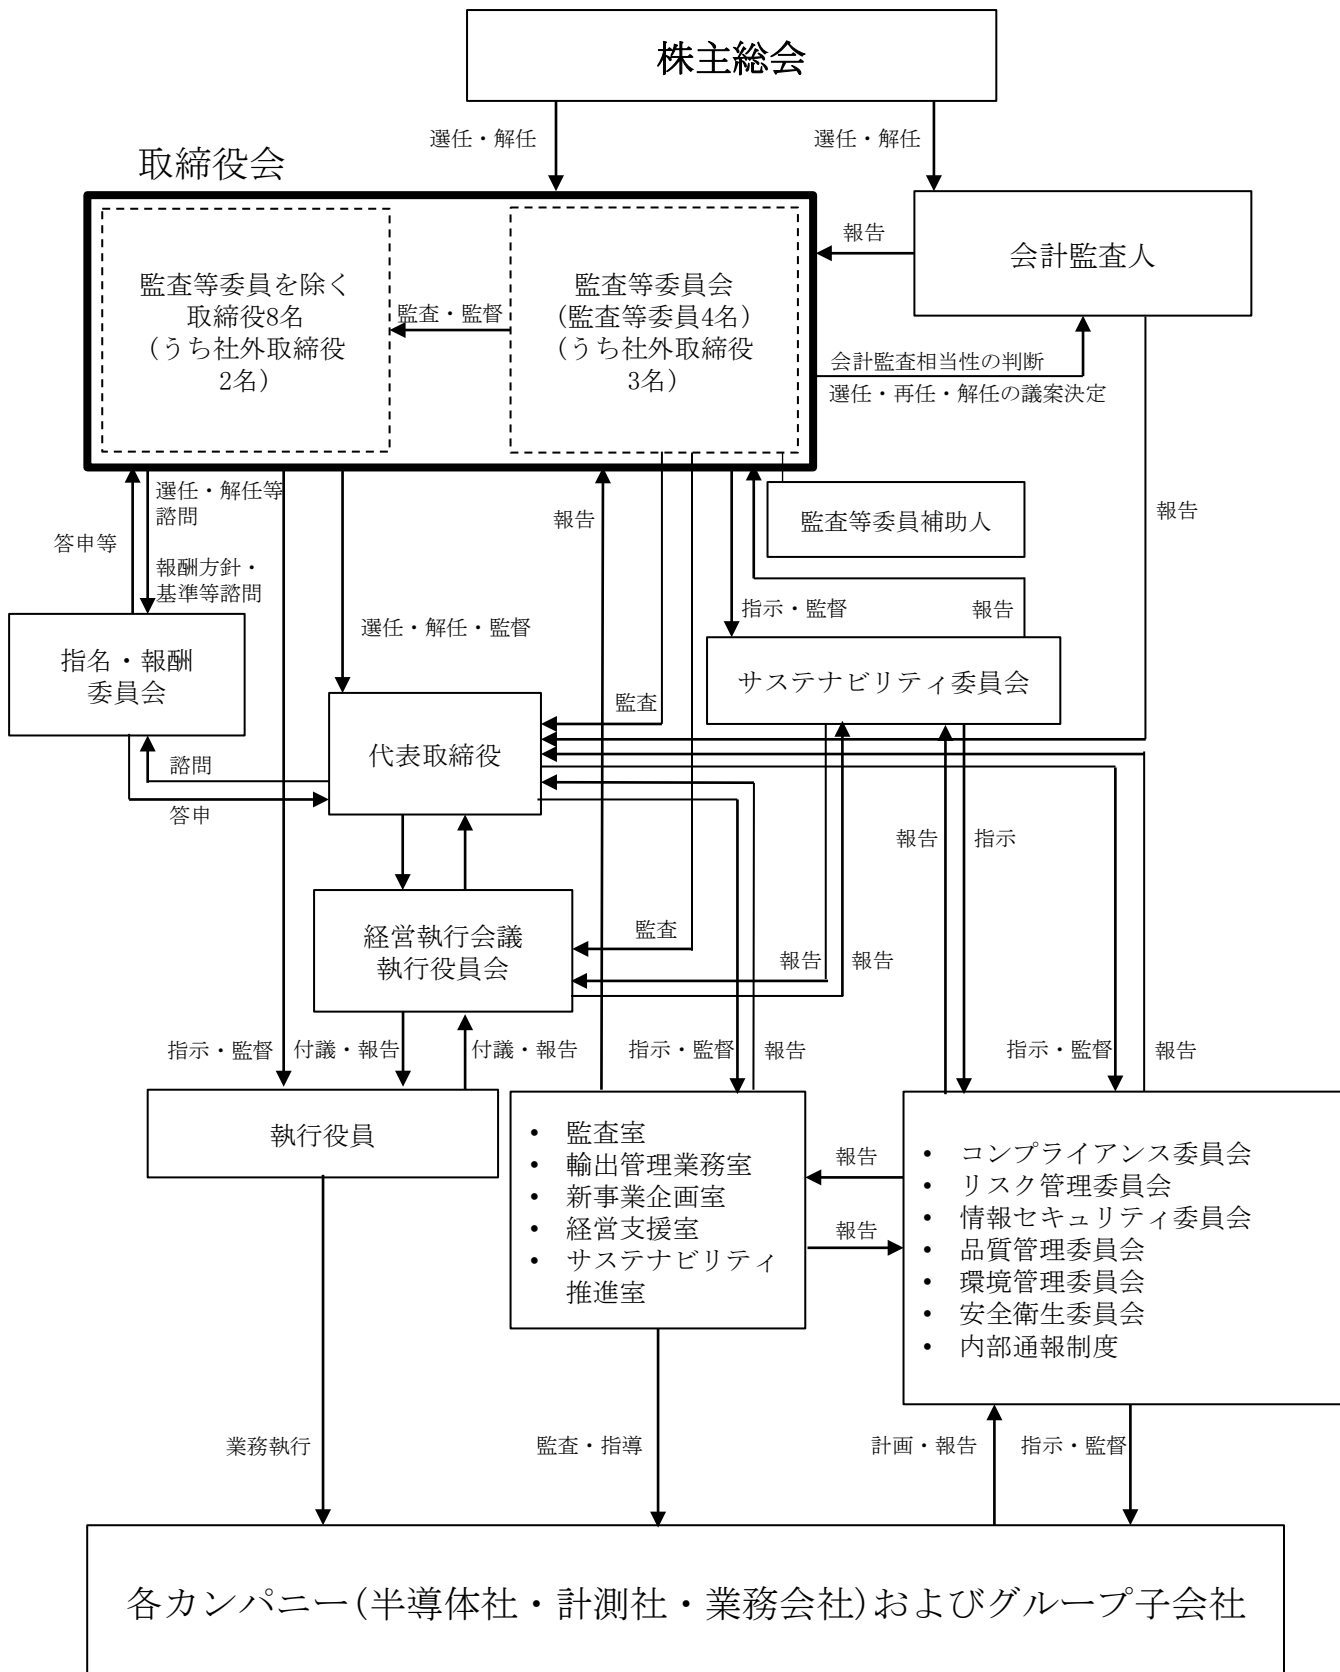 株主総会
選任・解任
選任・解任
取締役会
監査等委員を除く
取締役8名
(うち社外取締役
2名)
監査・監督
監査等委員会
(監査等委員4名)
(うち社外取締役
3名)
報告
会計監査人
会計監査相当性の判断
選任・再任・解任の議案決定
選任・解任等
諮問
答申等
報酬方針・
基準等諮問
報告
監査等委員補助人
報告
指示・監督
報告
選任・解任・監督
指名・報酬
委員会
サステナビリティ委員会
監査
代表取締役
諮問
答申
報告
指示
経営執行会議
執行役員会
監査
報告
報告
指示・監督
付議・報告
付議・報告
指示・監督
報告
指示・監督
報告
執行役員
• 監査室
• 輸出管理業務室
• 新事業企画室
• 経営支援室
• サステナビリティ
推進室
報告
報告
• コンプライアンス委員会
• リスク管理委員会
• 情報セキュリティ委員会
• 品質管理委員会
• 環境管理委員会
• 安全衛生委員会
• 内部通報制度
業務執行
監査・指導
計画・報告
指示・監督
各カンパニー(半導体社・計測社・業務会社)およびグループ子会社